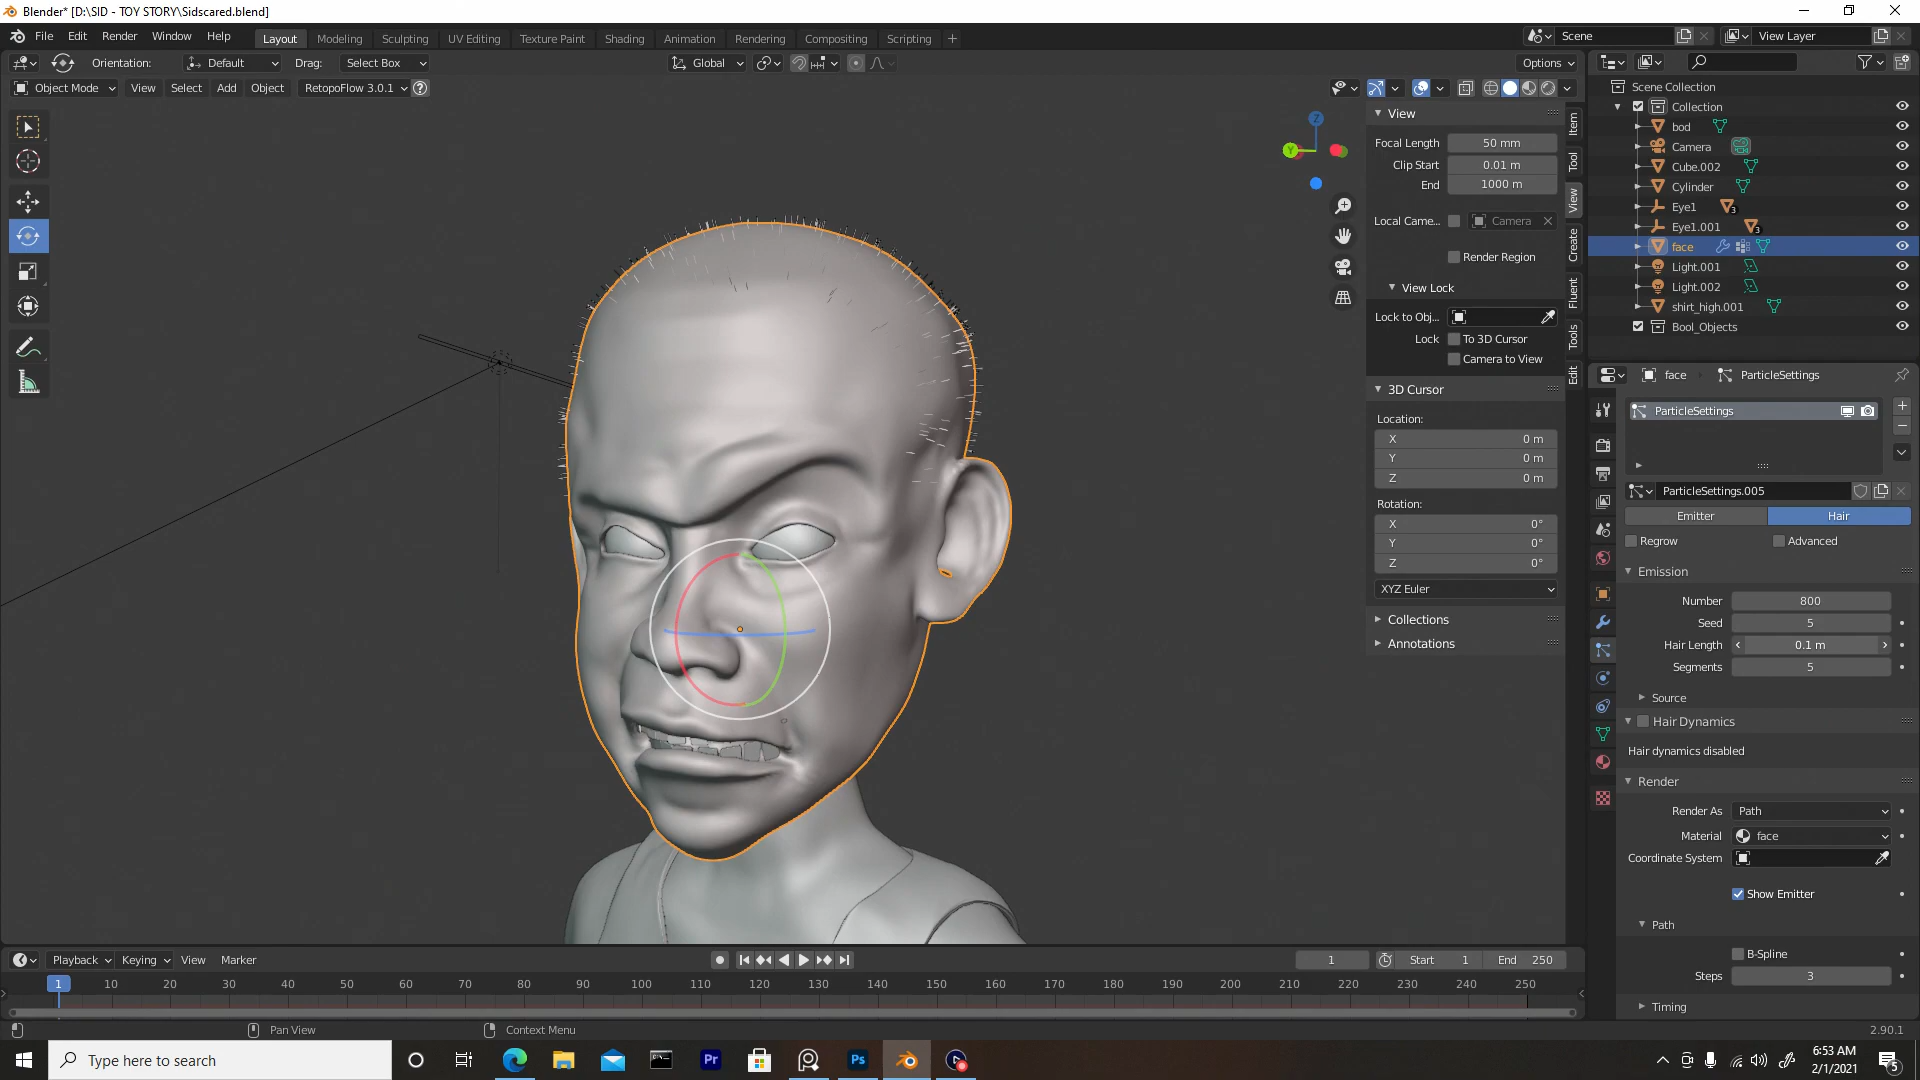 Blender* [D:\SID - TOY STORY\Sidscared.blend]
File Edit Render Window Help Layout Modeling Sculpting UV Editing Texture Paint Shading Animation Rendering Compositing Scripting + Scene View Layer
Orientation: Default Drag: Select Box Global Options
Object Mode View Select Add Object RetopoFlow 3.0.1 ?
Z
Y
View
Focal Length 50 mm
Clip Start 0.01 m
End 1000 m
Local Came... Camera
Render Region
View Lock
Lock to Obj...
Lock To 3D Cursor
Camera to View
3D Cursor
Location:
X 0 m
Y 0 m
Z 0 m
Rotation:
X 0°
Y 0°
Z 0°
XYZ Euler
Collections
Annotations
Item
Tool
View
Create
Fluent
Tools
Edit
Scene Collection
Collection
bod
Camera
Cube.002
Cylinder
Eye1 3
Eye1.001 3
face
Light.001
Light.002
shirt_high.001
Bool_Objects
face ParticleSettings
ParticleSettings
ParticleSettings.005
Emitter Hair
Regrow Advanced
Emission
Number 800
Seed 5
Hair Length 0.1 m
Segments 5
Source
Hair Dynamics
Hair dynamics disabled
Render
Render As Path
Material face
Coordinate System
Show Emitter
Path
B-Spline
Steps 3
Timing
Playback Keying View Marker 1 Start 1 End 250
1 10 20 30 40 50 60 70 80 90 100 110 120 130 140 150 160 170 180 190 200 210 220 230 240 250
Pan View Context Menu 2.90.1
Type here to search Pr Ps 6:53 AM
2/1/2021 5